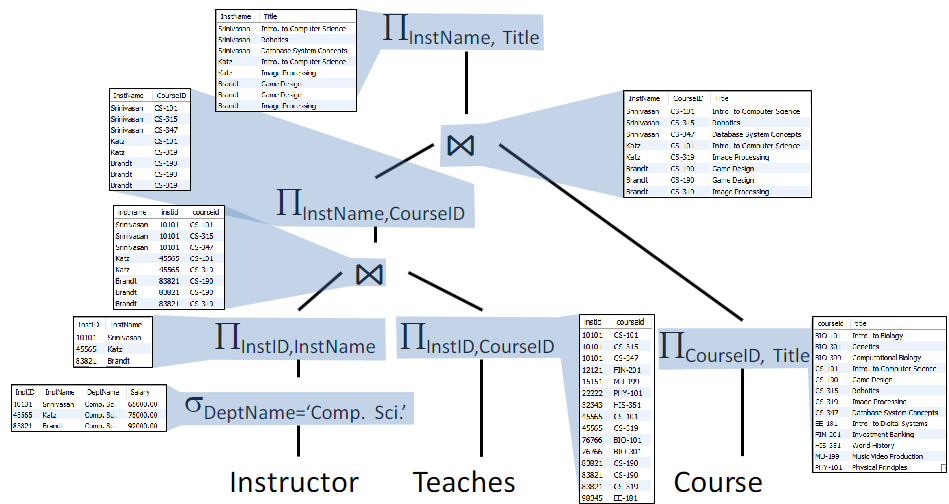 InstName Title
Srinivasan Intro. to Computer Science
Srinivasan Robotics
Srinivasan Database System Concepts
Katz Intro. to Computer Science
Katz Image Processing
Brandt Game Design
Brandt Game Design
Brandt Image Processing
∏InstName, Title
InstName CourseID
Srinivasan CS-101
Srinivasan CS-315
Srinivasan CS-347
Katz CS-101
Katz CS-319
Brandt CS-190
Brandt CS-190
Brandt CS-319
⋈
InstName CourseID Title
Srinivasan CS-101 Intro. to Computer Science
Srinivasan CS-315 Robotics
Srinivasan CS-347 Database System Concepts
Katz CS-101 Intro. to Computer Science
Katz CS-319 Image Processing
Brandt CS-190 Game Design
Brandt CS-190 Game Design
Brandt CS-319 Image Processing
∏InstName,CourseID
instname instid courseid
Srinivasan 10101 CS-101
Srinivasan 10101 CS-315
Srinivasan 10101 CS-347
Katz 45565 CS-101
Katz 45565 CS-319
Brandt 83821 CS-190
Brandt 83821 CS-190
Brandt 83821 CS-319
⋈
InstID InstName
10101 Srinivasan
45565 Katz
83821 Brandt
∏InstID,InstName
∏InstID,CourseID
instid courseid
10101 CS-101
10101 CS-315
10101 CS-347
12121 FIN-201
15151 MU-199
22222 PHY-101
32343 HIS-351
45565 CS-101
45565 CS-319
76766 BIO-101
76766 BIO-301
83821 CS-190
83821 CS-190
83821 CS-319
98345 EE-181
∏CourseID, Title
courseid title
BIO-101 Intro. to Biology
BIO-301 Genetics
BIO-399 Computational Biology
CS-101 Intro. to Computer Science
CS-190 Game Design
CS-315 Robotics
CS-319 Image Processing
CS-347 Database System Concepts
EE-181 Intro. to Digital Systems
FIN-201 Investment Banking
HIS-351 World History
MU-199 Music Video Production
PHY-101 Physical Principles
InstID InstName DeptName Salary
10101 Srinivasan Comp. Sci. 65000.00
45565 Katz Comp. Sci. 75000.00
83821 Brandt Comp. Sci. 92000.00
σDeptName='Comp. Sci.'
Instructor Teaches Course